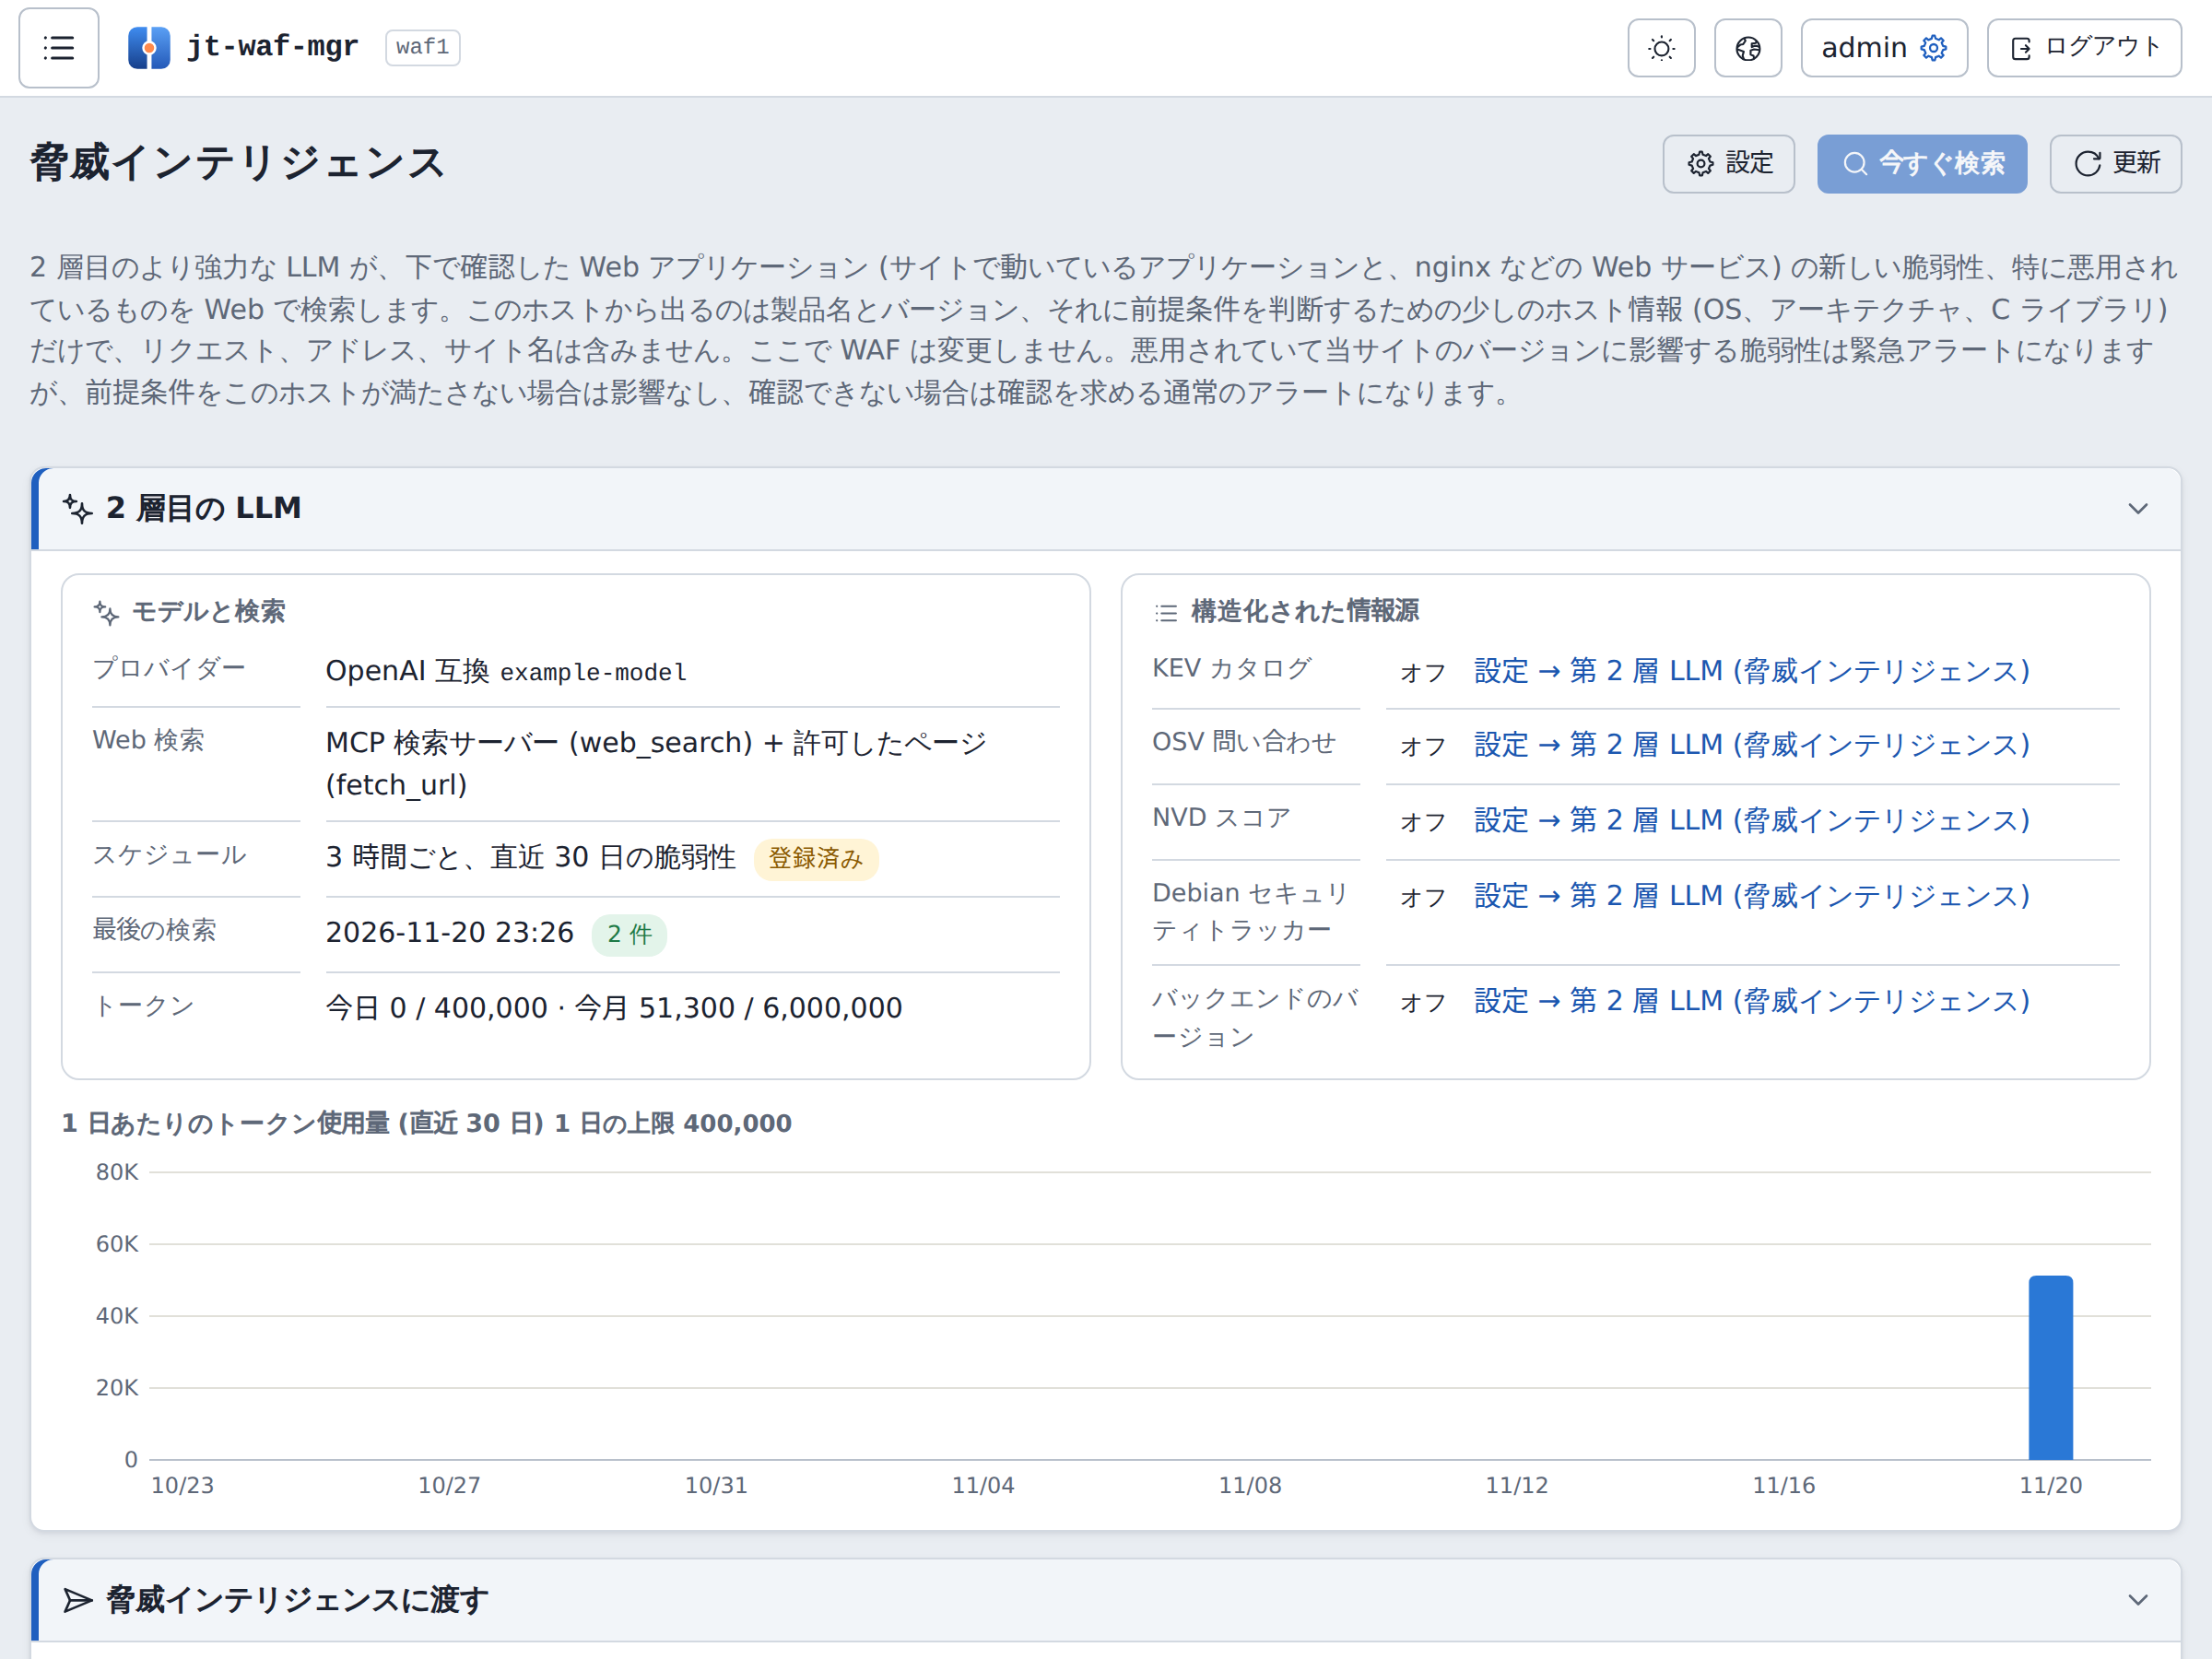 jt-waf-mgr waf1 admin ログアウト
脅威インテリジェンス 設定 今すぐ検索 更新
2 層目のより強力な LLM が、下で確認した Web アプリケーション (サイトで動いているアプリケーションと、nginx などの Web サービス) の新しい脆弱性、特に悪用され
ているものを Web で検索します。このホストから出るのは製品名とバージョン、それに前提条件を判断するための少しのホスト情報 (OS、アーキテクチャ、C ライブラリ)
だけで、リクエスト、アドレス、サイト名は含みません。ここで WAF は変更しません。悪用されていて当サイトのバージョンに影響する脆弱性は緊急アラートになります
が、前提条件をこのホストが満たさない場合は影響なし、確認できない場合は確認を求める通常のアラートになります。
2 層目の LLM
モデルと検索
プロバイダー OpenAI 互換 example-model
Web 検索 MCP 検索サーバー (web_search) + 許可したページ
(fetch_url)
スケジュール 3 時間ごと、直近 30 日の脆弱性 登録済み
最後の検索 2026-11-20 23:26 2 件
トークン 今日 0 / 400,000 · 今月 51,300 / 6,000,000
構造化された情報源
KEV カタログ オフ 設定 → 第 2 層 LLM (脅威インテリジェンス)
OSV 問い合わせ オフ 設定 → 第 2 層 LLM (脅威インテリジェンス)
NVD スコア オフ 設定 → 第 2 層 LLM (脅威インテリジェンス)
Debian セキュリ オフ 設定 → 第 2 層 LLM (脅威インテリジェンス)
ティトラッカー
バックエンドのバ オフ 設定 → 第 2 層 LLM (脅威インテリジェンス)
ージョン
1 日あたりのトークン使用量 (直近 30 日) 1 日の上限 400,000
80K
60K
40K
20K
0
10/23 10/27 10/31 11/04 11/08 11/12 11/16 11/20
脅威インテリジェンスに渡す